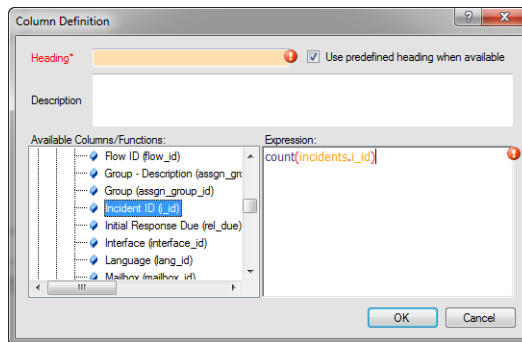 Column Definition
Heading*
Use predefined heading when available
Description
Available Columns/Functions:
Expression:
Flow ID (flow_id)
count(incidents.i_id)
Group - Description (assgn_gr
Group (assgn_group_id)
Incident ID (i_id)
Initial Response Due (rel_due)
Interface (interface_id)
Language (lang_id)
Mailbox (mailbox_id)
OK
Cancel